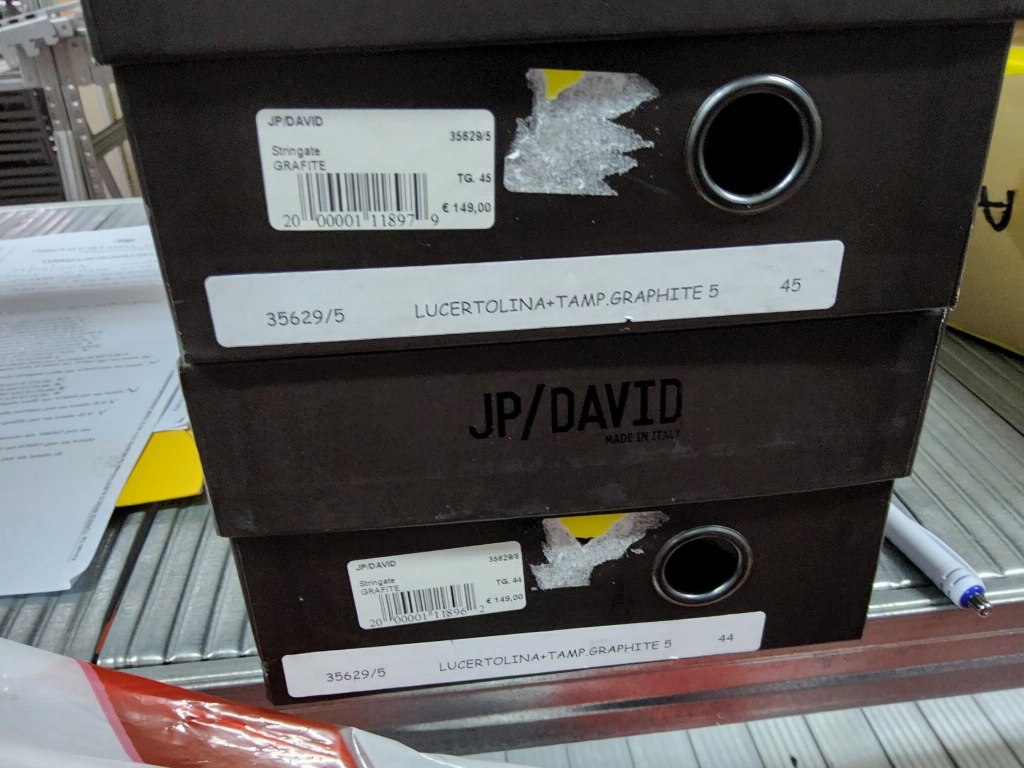 JP/DAVID
35629/5
Stringate
GRAFITE
TG. 45
€ 149,00
20 00001 11897 9
35629/5 LUCERTOLINA+TAMP.GRAPHITE 5 45
JP/DAVID
MADE IN ITALY
JP/DAVID
35629/5
Stringate
GRAFITE
TG. 44
€ 149,00
20 00001 11896 2
35629/5 LUCERTOLINA+TAMP.GRAPHITE 5 44